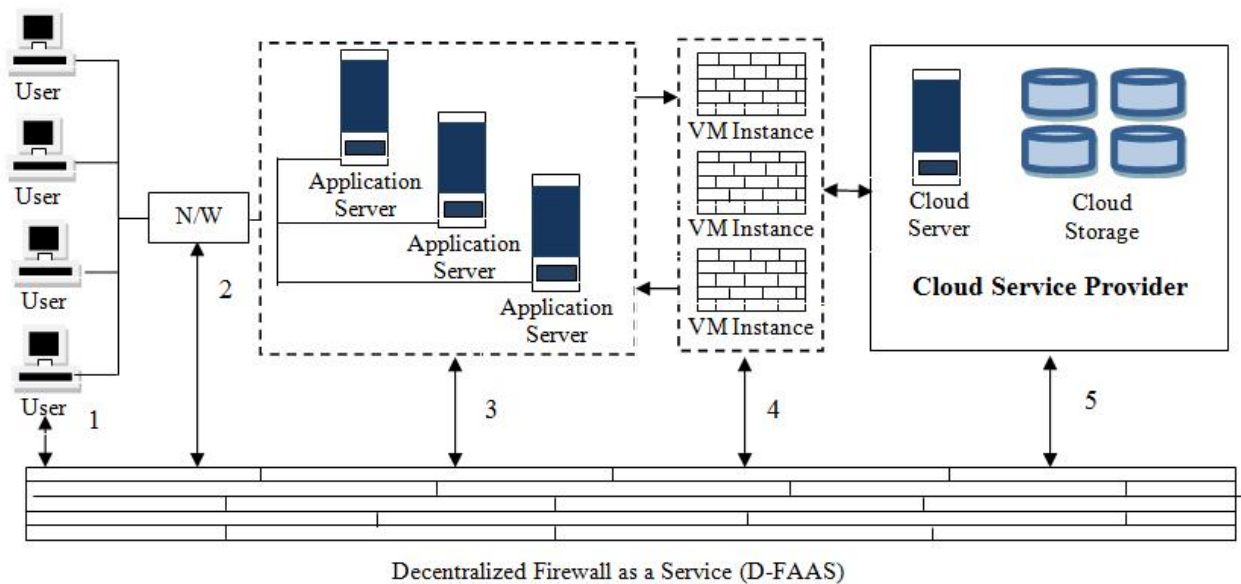 User
User
User
User
1
N/W
2
Application
Server
Application
Server
Application
Server
3
VM Instance
VM Instance
VM Instance
4
Cloud
Server
Cloud
Storage
Cloud Service Provider
5
Decentralized Firewall as a Service (D-FAAS)